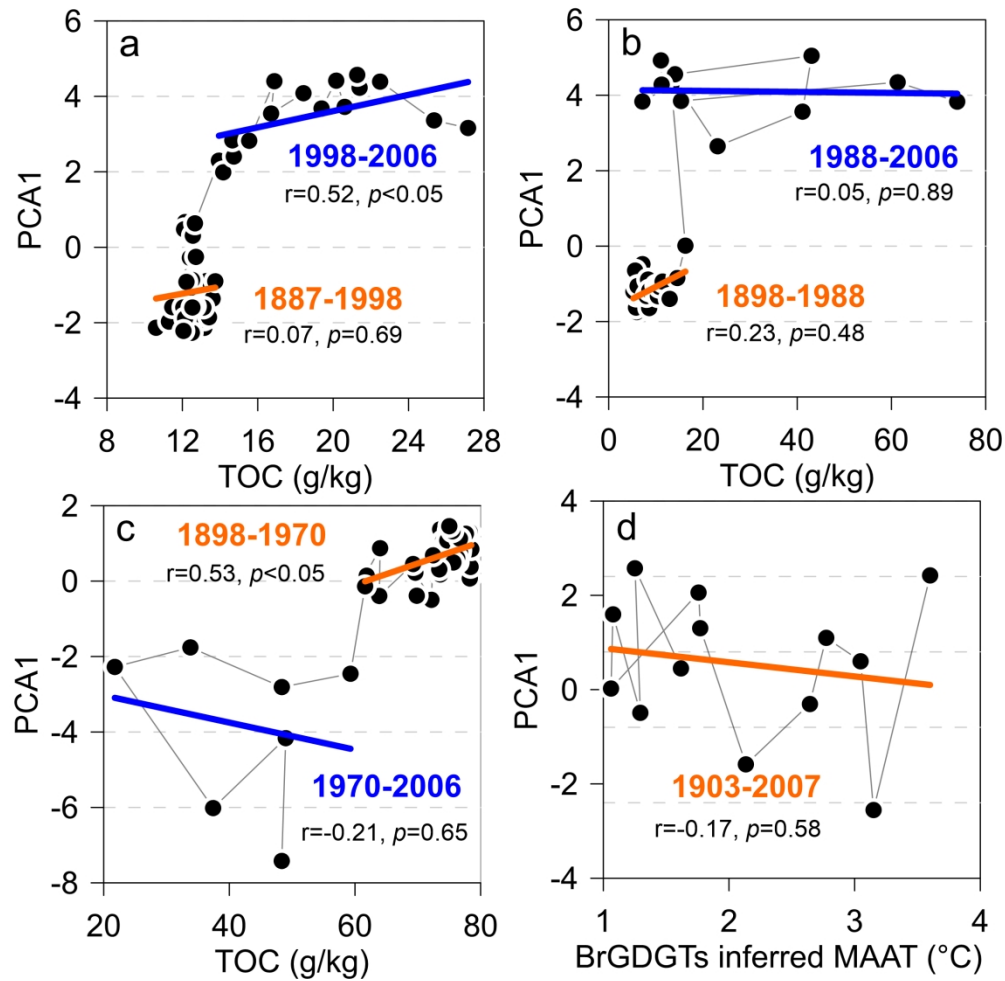 a
6
4
2
0
-2
-4
PCA1
1998-2006
r=0.52, p<0.05
1887-1998
r=0.07, p=0.69
8 12 16 20 24 28
TOC (g/kg)
b
6
4
2
0
-2
-4
PCA1
1988-2006
r=0.05, p=0.89
1898-1988
r=0.23, p=0.48
0 20 40 60 80
TOC (g/kg)
c
2
0
-2
-4
-6
-8
PCA1
1898-1970
r=0.53, p<0.05
1970-2006
r=-0.21, p=0.65
20 40 60 80
TOC (g/kg)
d
4
2
0
-2
-4
PCA1
1903-2007
r=-0.17, p=0.58
1 2 3 4
BrGDGTs inferred MAAT (°C)